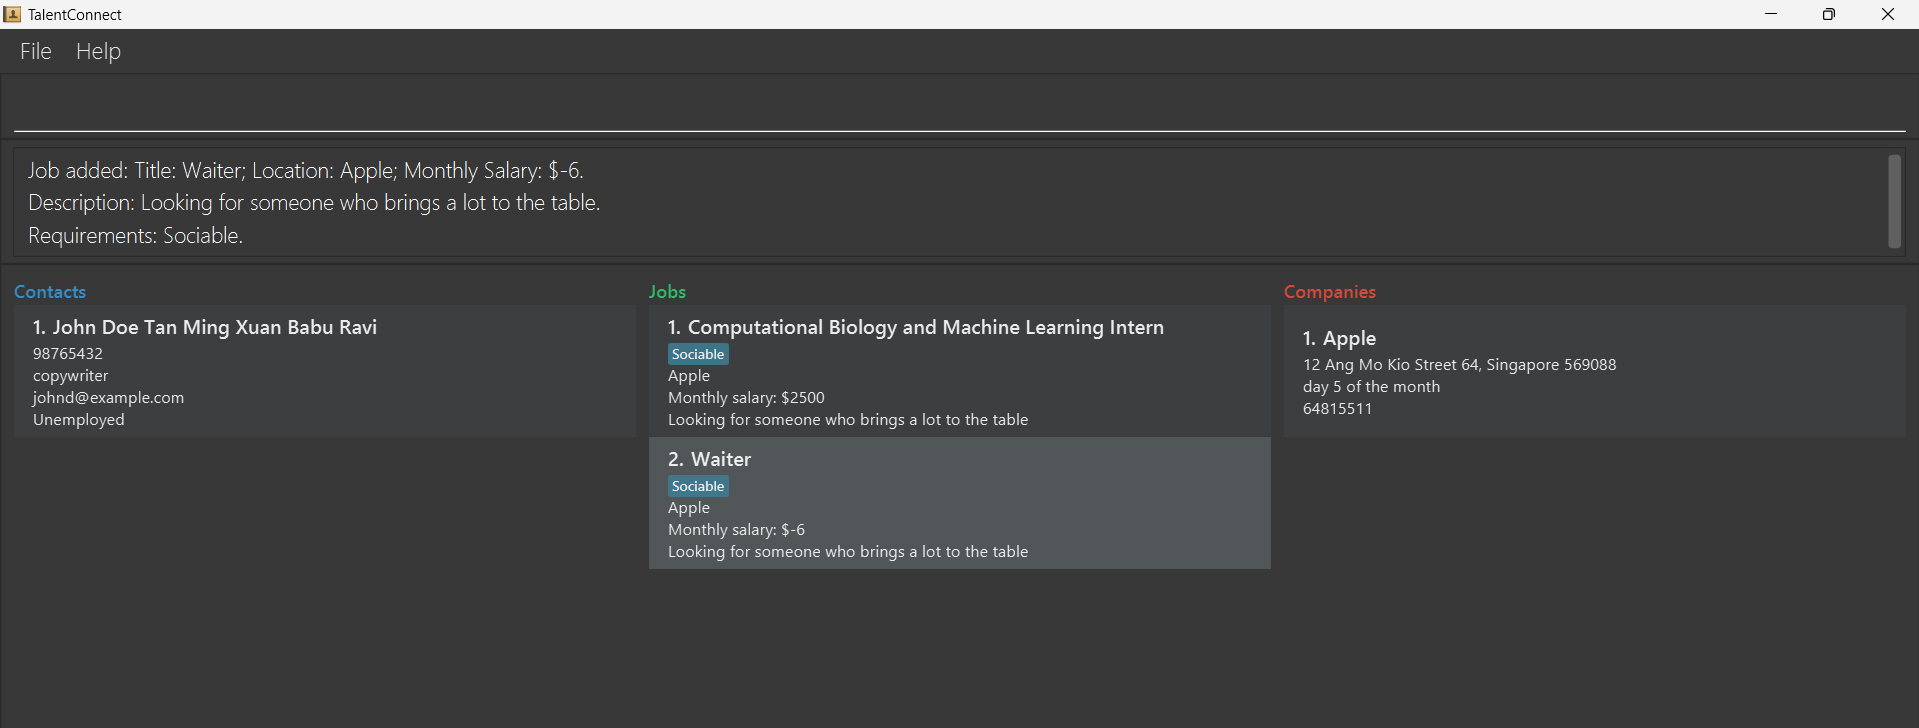 TalentConnect
File Help
Job added: Title: Waiter; Location: Apple; Monthly Salary: $-6.
Description: Looking for someone who brings a lot to the table.
Requirements: Sociable.
Contacts
1. John Doe Tan Ming Xuan Babu Ravi
98765432
copywriter
johnd@example.com
Unemployed
Jobs
1. Computational Biology and Machine Learning Intern
Sociable
Apple
Monthly salary: $2500
Looking for someone who brings a lot to the table
2. Waiter
Sociable
Apple
Monthly salary: $-6
Looking for someone who brings a lot to the table
Companies
1. Apple
12 Ang Mo Kio Street 64, Singapore 569088
day 5 of the month
64815511